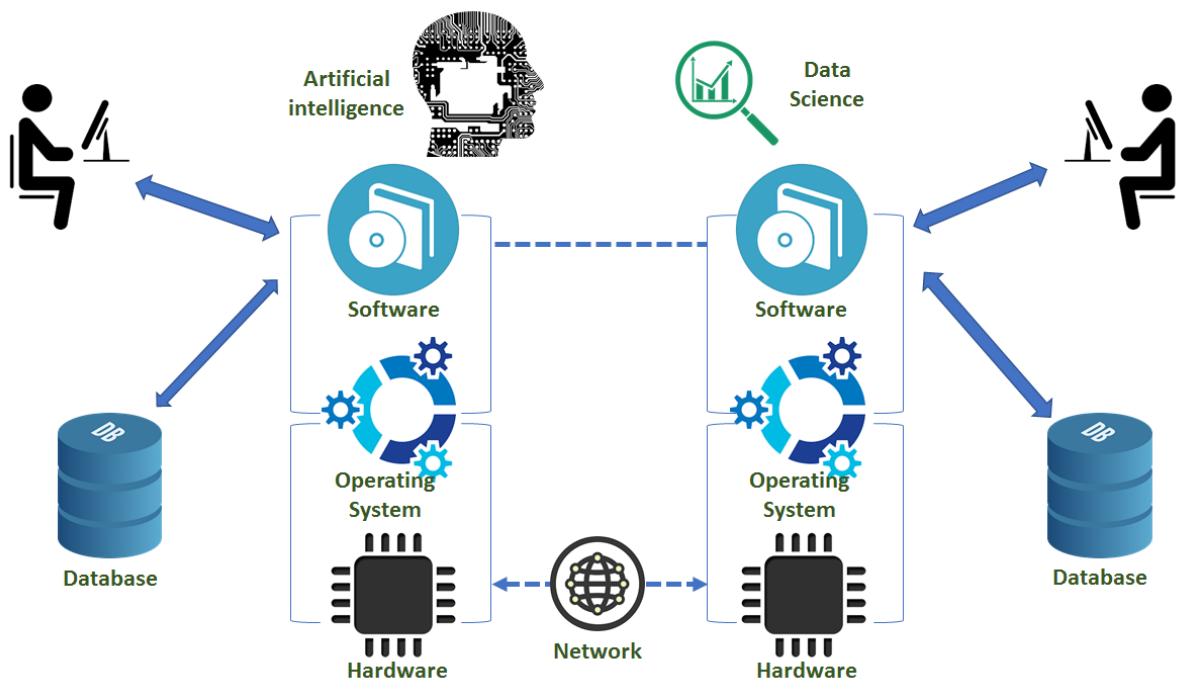 Artificial
intelligence
Data
Science
Software
Software
DB
DB
Operating
System
Operating
System
Database
Database
Network
Hardware
Hardware